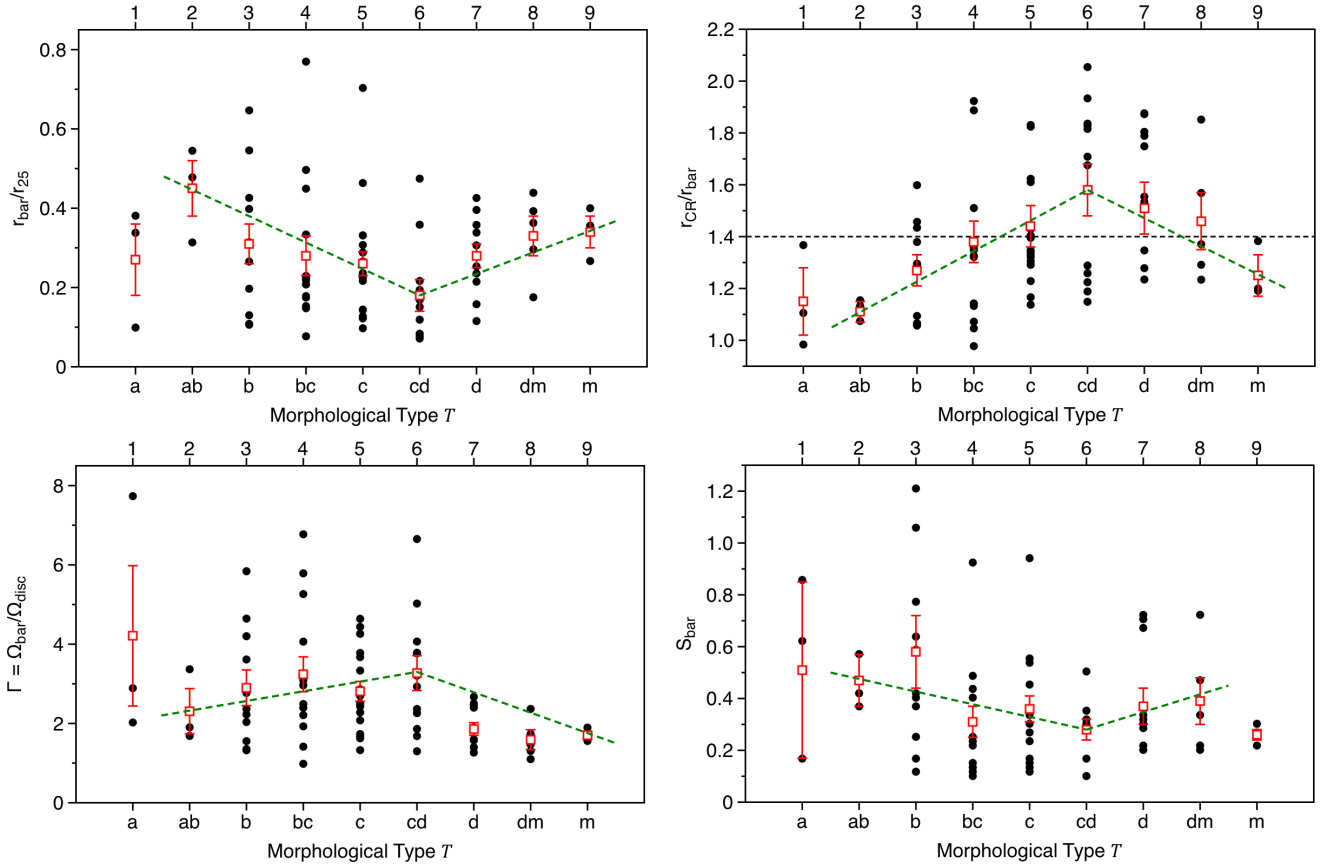 1 2 3 4 5 6 7 8 9
0.8
0.6
0.4
0.2
0
r_bar/r_25
a ab b bc c cd d dm m
Morphological Type T
1 2 3 4 5 6 7 8 9
2.2
2.0
1.8
1.6
1.4
1.2
1.0
r_CR/r_bar
a ab b bc c cd d dm m
Morphological Type T
1 2 3 4 5 6 7 8 9
8
6
4
2
0
Γ = Ω_bar/Ω_disc
a ab b bc c cd d dm m
Morphological Type T
1 2 3 4 5 6 7 8 9
1.2
1.0
0.8
0.6
0.4
0.2
0
S_bar
a ab b bc c cd d dm m
Morphological Type T